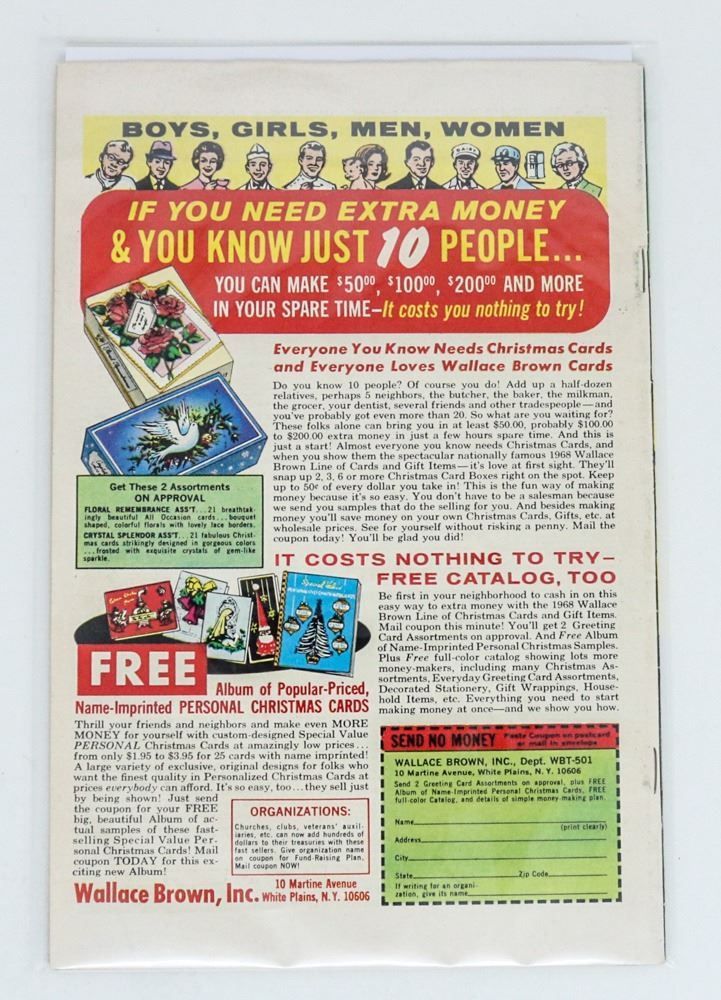 BOYS, GIRLS, MEN, WOMEN
IF YOU NEED EXTRA MONEY
& YOU KNOW JUST 10 PEOPLE...
YOU CAN MAKE $50⁰⁰, $100⁰⁰, $200⁰⁰ AND MORE
IN YOUR SPARE TIME—It costs you nothing to try!
Everyone You Know Needs Christmas Cards
and Everyone Loves Wallace Brown Cards
Do you know 10 people? Of course you do! Add up a half-dozen
relatives, perhaps 5 neighbors, the butcher, the baker, the milkman,
the grocer, your dentist, several friends and other tradespeople—and
you've probably got even more than 20. So what are you waiting for?
These folks alone can bring you in at least $50.00, probably $100.00
to $200.00 extra money in just a few hours spare time. And this is
just a start! Almost everyone you know needs Christmas Cards, and
when you show them the spectacular nationally famous 1968 Wallace
Brown Line of Cards and Gift Items—it's love at first sight. They'll
snap up 2, 3, 6 or more Christmas Card Boxes right on the spot. Keep
up to 50¢ of every dollar you take in! This is the fun way of making
money because it's so easy. You don't have to be a salesman because
we send you samples that do the selling for you. And besides making
money you'll save money on your own Christmas Cards, Gifts, etc. at
wholesale prices. See for yourself without risking a penny. Mail the
coupon today! You'll be glad you did!
Get These 2 Assortments
ON APPROVAL
FLORAL REMEMBRANCE ASS'T...21 breathtak-
ingly beautiful All Occasion cards...bouquet
shaped, colorful florals with lovely lace borders.
CRYSTAL SPLENDOR ASS'T...21 fabulous Christ-
mas cards strikingly designed in gorgeous colors
...frosted with exquisite crystals of gem-like
sparkle.
IT COSTS NOTHING TO TRY—
FREE CATALOG, TOO
Be first in your neighborhood to cash in on this
easy way to extra money with the 1968 Wallace
Brown Line of Christmas Cards and Gift Items.
Mail coupon this minute! You'll get 2 Greeting
Card Assortments on approval. And Free Album
of Name-Imprinted Personal Christmas Samples.
Plus Free full-color catalog showing lots more
money-makers, including many Christmas As-
sortments, Everyday Greeting Card Assortments,
Decorated Stationery, Gift Wrappings, House-
hold Items, etc. Everything you need to start
making money at once—and we show you how.
FREE
Album of Popular-Priced,
Name-Imprinted PERSONAL CHRISTMAS CARDS
Thrill your friends and neighbors and make even MORE
MONEY for yourself with custom-designed Special Value
PERSONAL Christmas Cards at amazingly low prices...
from only $1.95 to $3.95 for 25 cards with name imprinted!
A large variety of exclusive, original designs for folks who
want the finest quality in Personalized Christmas Cards at
prices everybody can afford. It's so easy, too...they sell just
by being shown! Just send
the coupon for your FREE
big, beautiful Album of ac-
tual samples of these fast-
selling Special Value Per-
sonal Christmas Cards! Mail
coupon TODAY for this ex-
citing new Album!
ORGANIZATIONS:
Churches, clubs, veterans' auxil-
iaries, etc. can now add hundreds of
dollars to their treasuries with these
fast sellers. Give organization name
on coupon for Fund-Raising Plan.
Mail coupon NOW!
Wallace Brown, Inc. 10 Martine Avenue
White Plains, N.Y. 10606
SEND NO MONEY Paste Coupon on postcard
or mail in envelope
WALLACE BROWN, INC., Dept. WBT-501
10 Martine Avenue, White Plains, N. Y. 10606
Send 2 Greeting Card Assortments on approval, plus FREE
Album of Name-Imprinted Personal Christmas Cards, FREE
full-color Catalog, and details of simple money-making plan.
Name
(print clearly)
Address
City
State Zip Code
If writing for an organi-
zation, give its name